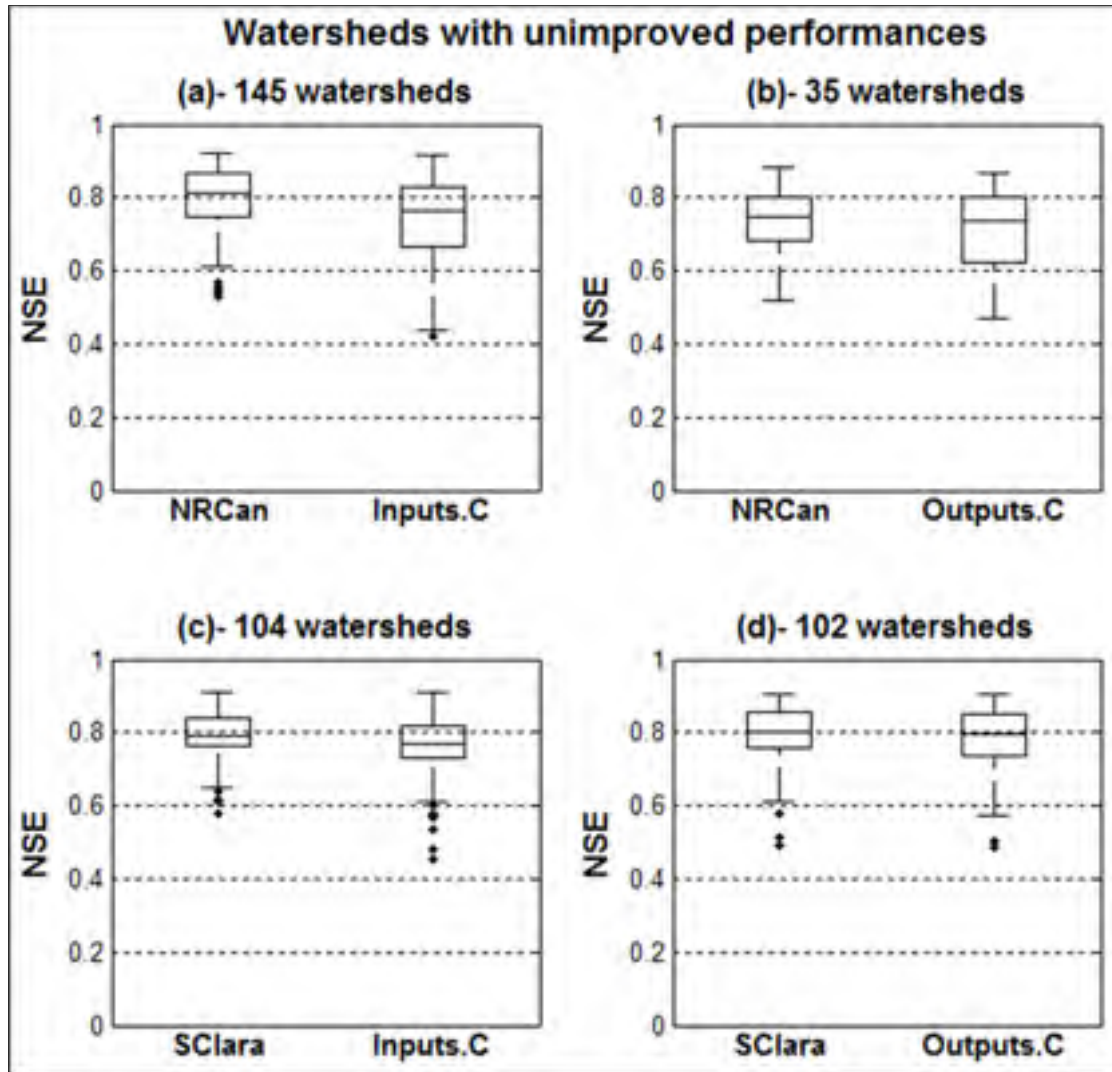 Watersheds with unimproved performances
(a)- 145 watersheds
NSE
1
0.8
0.6
0.4
0.2
0
NRCan Inputs.C
(b)- 35 watersheds
NSE
1
0.8
0.6
0.4
0.2
0
NRCan Outputs.C
(c)- 104 watersheds
NSE
1
0.8
0.6
0.4
0.2
0
SClara Inputs.C
(d)- 102 watersheds
NSE
1
0.8
0.6
0.4
0.2
0
SClara Outputs.C